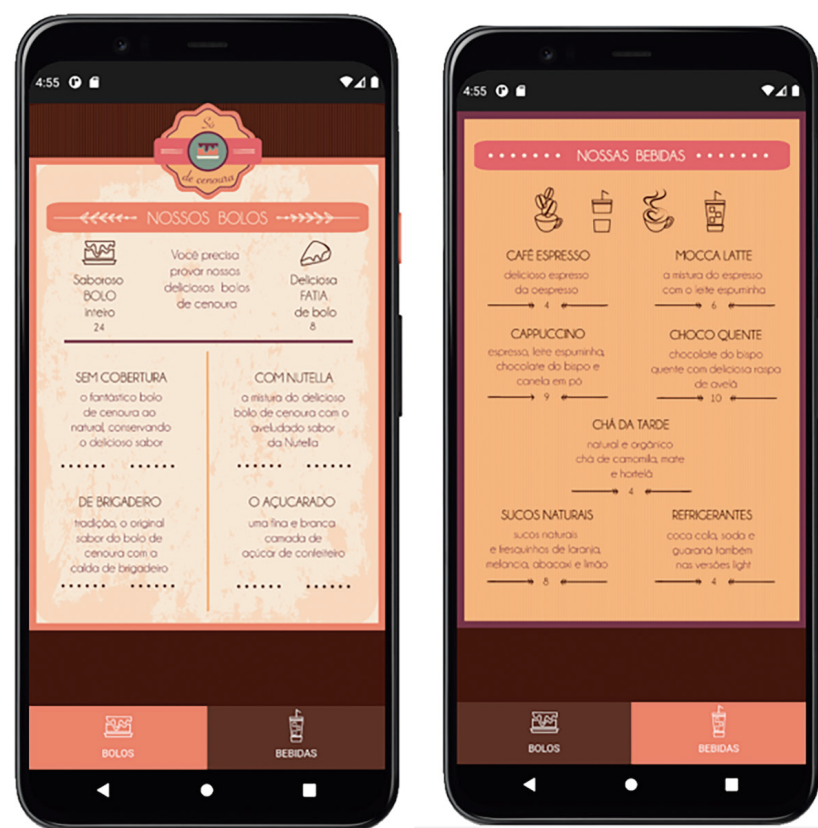 4:55
Só
de cenoura
NOSSOS BOLOS
Saboroso
BOLO
inteiro
24
Você precisa
provar nossos
deliciosos bolos
de cenoura
Deliciosa
FATIA
de bolo
8
SEM COBERTURA
o fantástico bolo
de cenoura ao
natural, conservando
o delicioso sabor
COM NUTELLA
a mistura do delicioso
bolo de cenoura com o
aveludado sabor
da Nutella
DE BRIGADEIRO
tradição, o original
sabor do bolo de
cenoura com a
calda de brigadeiro
O AÇUCARADO
uma fina e branca
camada de
açúcar de confeiteiro
BOLOS
BEBIDAS
4:55
NOSSAS BEBIDAS
CAFÉ ESPRESSO
delicioso espresso
da oespresso
4
MOCCA LATTE
a mistura do espresso
com o leite espuminha
6
CAPPUCCINO
espresso, leite espuminha,
chocolate do bispo e
canela em pó
9
CHOCO QUENTE
chocolate do bispo
quente com deliciosa raspa
de avelã
10
CHÁ DA TARDE
natural e orgânico
chá de camomila, mate
e hortelã
4
SUCOS NATURAIS
sucos naturais
e fresquinhos de laranja,
melancia, abacaxi e limão
8
REFRIGERANTES
coca cola, soda e
guaraná também
nas versões light
4
BOLOS
BEBIDAS